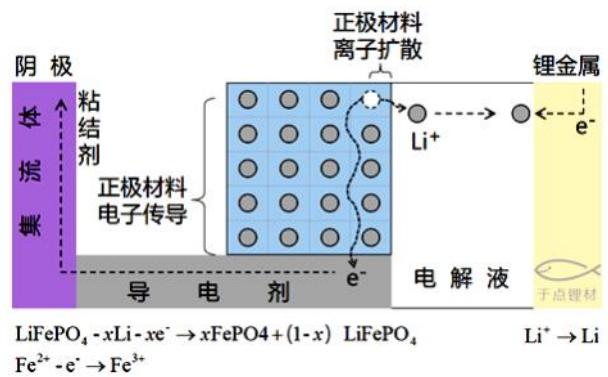 正极材料
离子扩散
阴极
锂金属
粘结剂
集流体
Li⁺
e⁻
正极材料
电子传导
e⁻
电解液
导电剂
于点锂材
LiFePO₄ - xLi - xe⁻ → xFePO4 + (1-x) LiFePO₄
Li⁺ → Li
Fe²⁺ - e⁻ → Fe³⁺